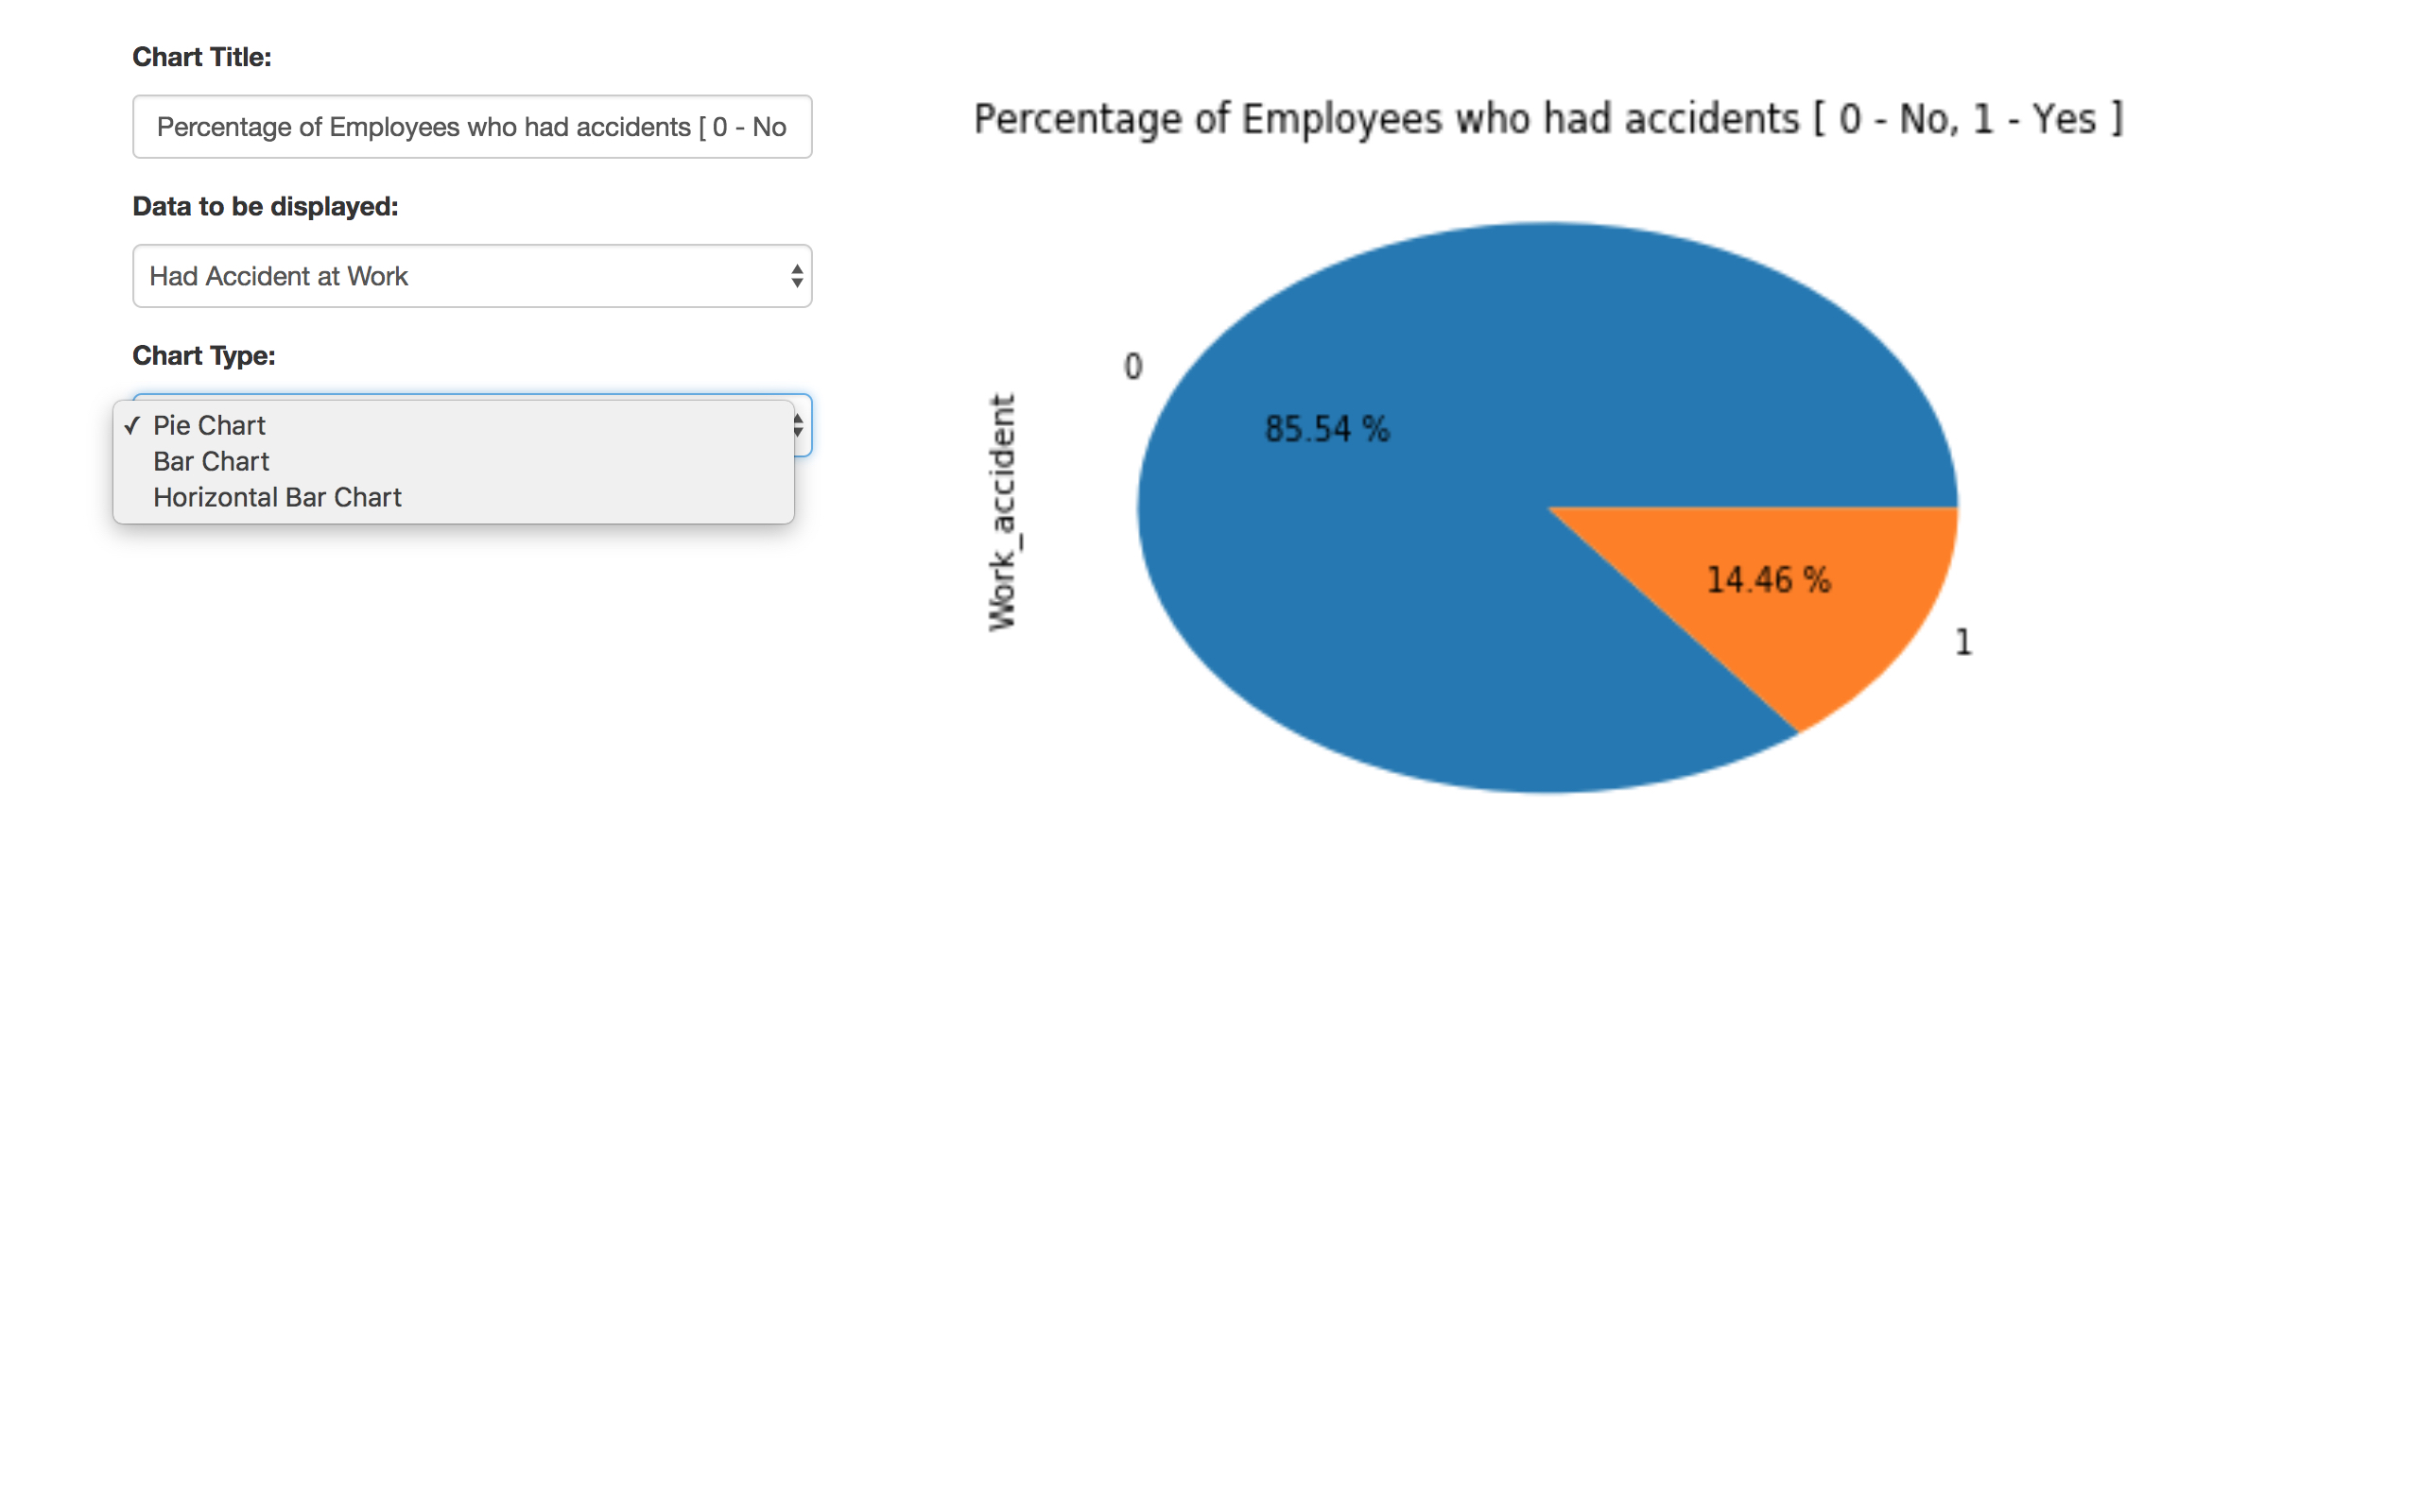 Chart Title:
Percentage of Employees who had accidents [ 0 - No
Data to be displayed:
Had Accident at Work
Chart Type:
✓ Pie Chart
Bar Chart
Horizontal Bar Chart
Percentage of Employees who had accidents [ 0 - No, 1 - Yes ]
0
85.54 %
Work_accident
14.46 %
1